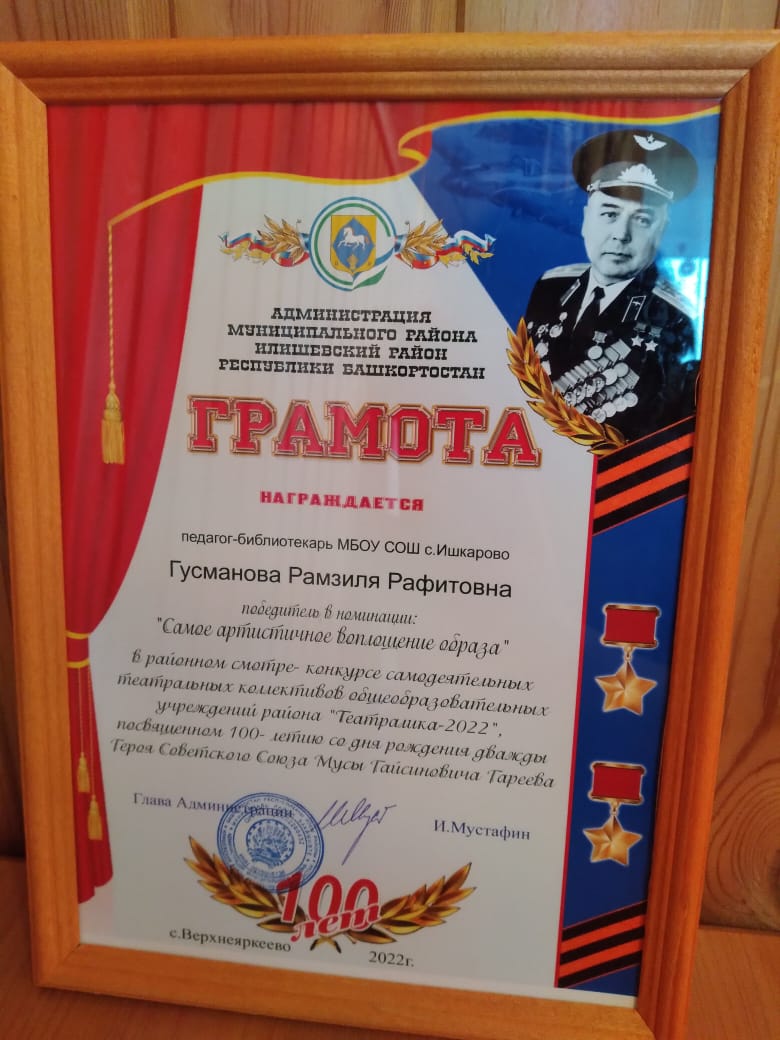 АДМИНИСТРАЦИЯ
МУНИЦИПАЛЬНОГО РАЙОНА
ИЛИШЕВСКИЙ РАЙОН
РЕСПУБЛИКИ БАШКОРТОСТАН
ГРАМОТА
НАГРАЖДАЕТСЯ
педагог-библиотекарь МБОУ СОШ с.Ишкарово
Гусманова Рамзиля Рафитовна
победитель в номинации:
"Самое артистичное воплощение образа"
в районном смотре- конкурсе самодеятельных
театральных коллективов общеобразовательных
учреждений района "Театралика-2022",
посвященном 100- летию со дня рождения дважды
Героя Советского Союза Мусы Гайсиновича Гареева
Глава Администрации
И.Мустафин
100
лет
с.Верхнеяркеево
2022г.